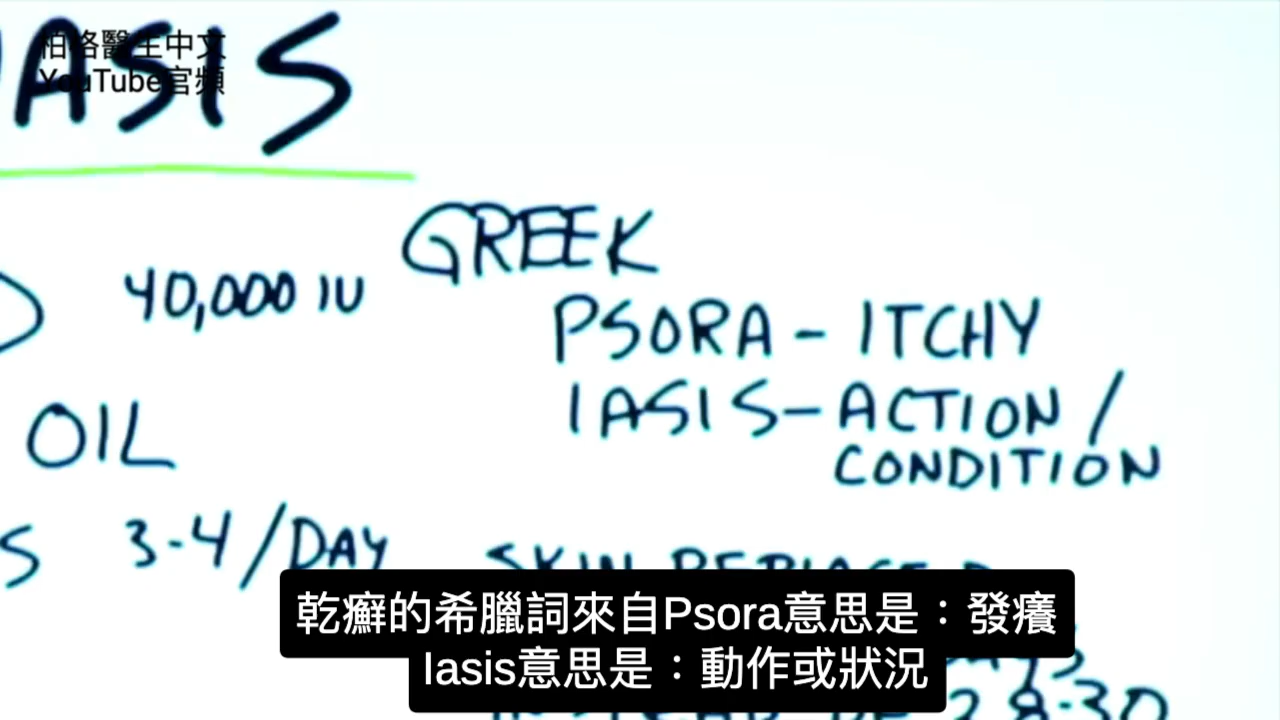 柏格醫生中文
YouTube官頻
IASIS
GREEK
40,000 IU
PSORA - ITCHY
IASIS - ACTION /
CONDITION
OIL
3-4/DAY
SKIN
乾癬的希臘詞來自Psora意思是：發癢
Iasis意思是：動作或狀況
28-30